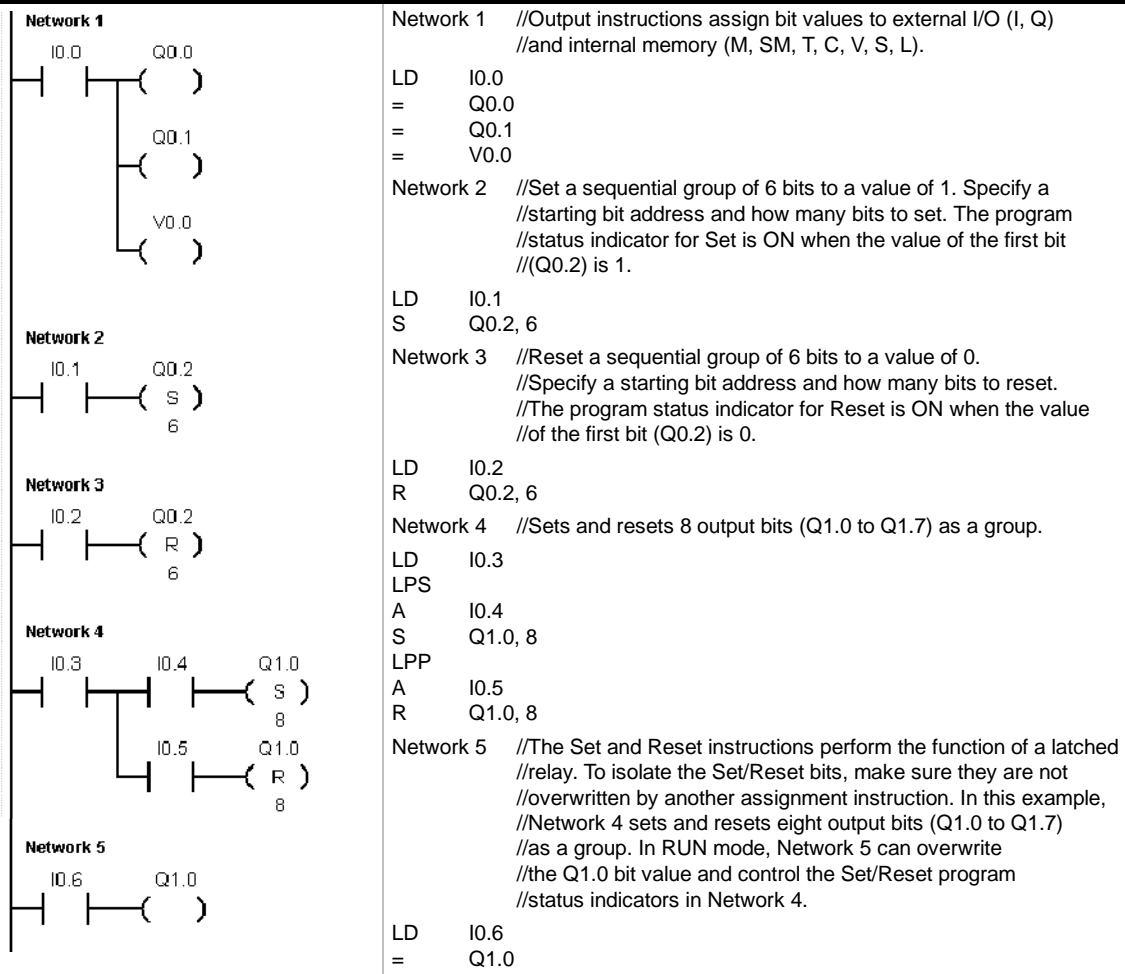 Network 1
I0.0 Q0.0
( )
Q0.1
( )
V0.0
( )
Network 2
I0.1 Q0.2
( S )
6
Network 3
I0.2 Q0.2
( R )
6
Network 4
I0.3 I0.4 Q1.0
( S )
8
I0.5 Q1.0
( R )
8
Network 5
I0.6 Q1.0
( )
Network 1 //Output instructions assign bit values to external I/O (I, Q)
//and internal memory (M, SM, T, C, V, S, L).
LD I0.0
= Q0.0
= Q0.1
= V0.0
Network 2 //Set a sequential group of 6 bits to a value of 1. Specify a
//starting bit address and how many bits to set. The program
//status indicator for Set is ON when the value of the first bit
//(Q0.2) is 1.
LD I0.1
S Q0.2, 6
Network 3 //Reset a sequential group of 6 bits to a value of 0.
//Specify a starting bit address and how many bits to reset.
//The program status indicator for Reset is ON when the value
//of the first bit (Q0.2) is 0.
LD I0.2
R Q0.2, 6
Network 4 //Sets and resets 8 output bits (Q1.0 to Q1.7) as a group.
LD I0.3
LPS
A I0.4
S Q1.0, 8
LPP
A I0.5
R Q1.0, 8
Network 5 //The Set and Reset instructions perform the function of a latched
//relay. To isolate the Set/Reset bits, make sure they are not
//overwritten by another assignment instruction. In this example,
//Network 4 sets and resets eight output bits (Q1.0 to Q1.7)
//as a group. In RUN mode, Network 5 can overwrite
//the Q1.0 bit value and control the Set/Reset program
//status indicators in Network 4.
LD I0.6
= Q1.0